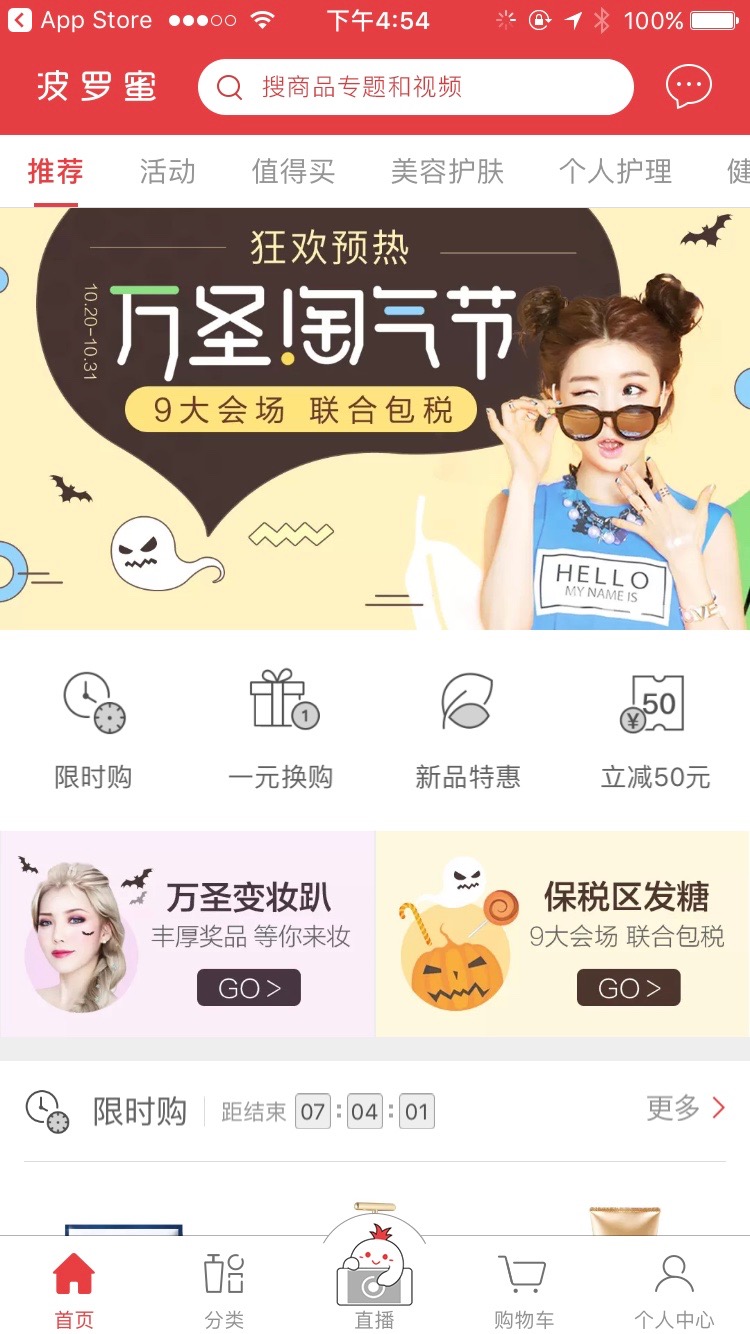 App Store 下午4:54 100%
波罗蜜 搜商品专题和视频
推荐 活动 值得买 美容护肤 个人护理 健
狂欢预热
10.20-10.31
万圣!淘气节
9大会场 联合包税
HELLO
MY NAME IS
1 50 ¥
限时购 一元换购 新品特惠 立减50元
万圣变妆趴
丰厚奖品 等你来妆
GO >
保税区发糖
9大会场 联合包税
GO >
限时购 距结束 07 : 04 : 01 更多 >
首页 分类 直播 购物车 个人中心